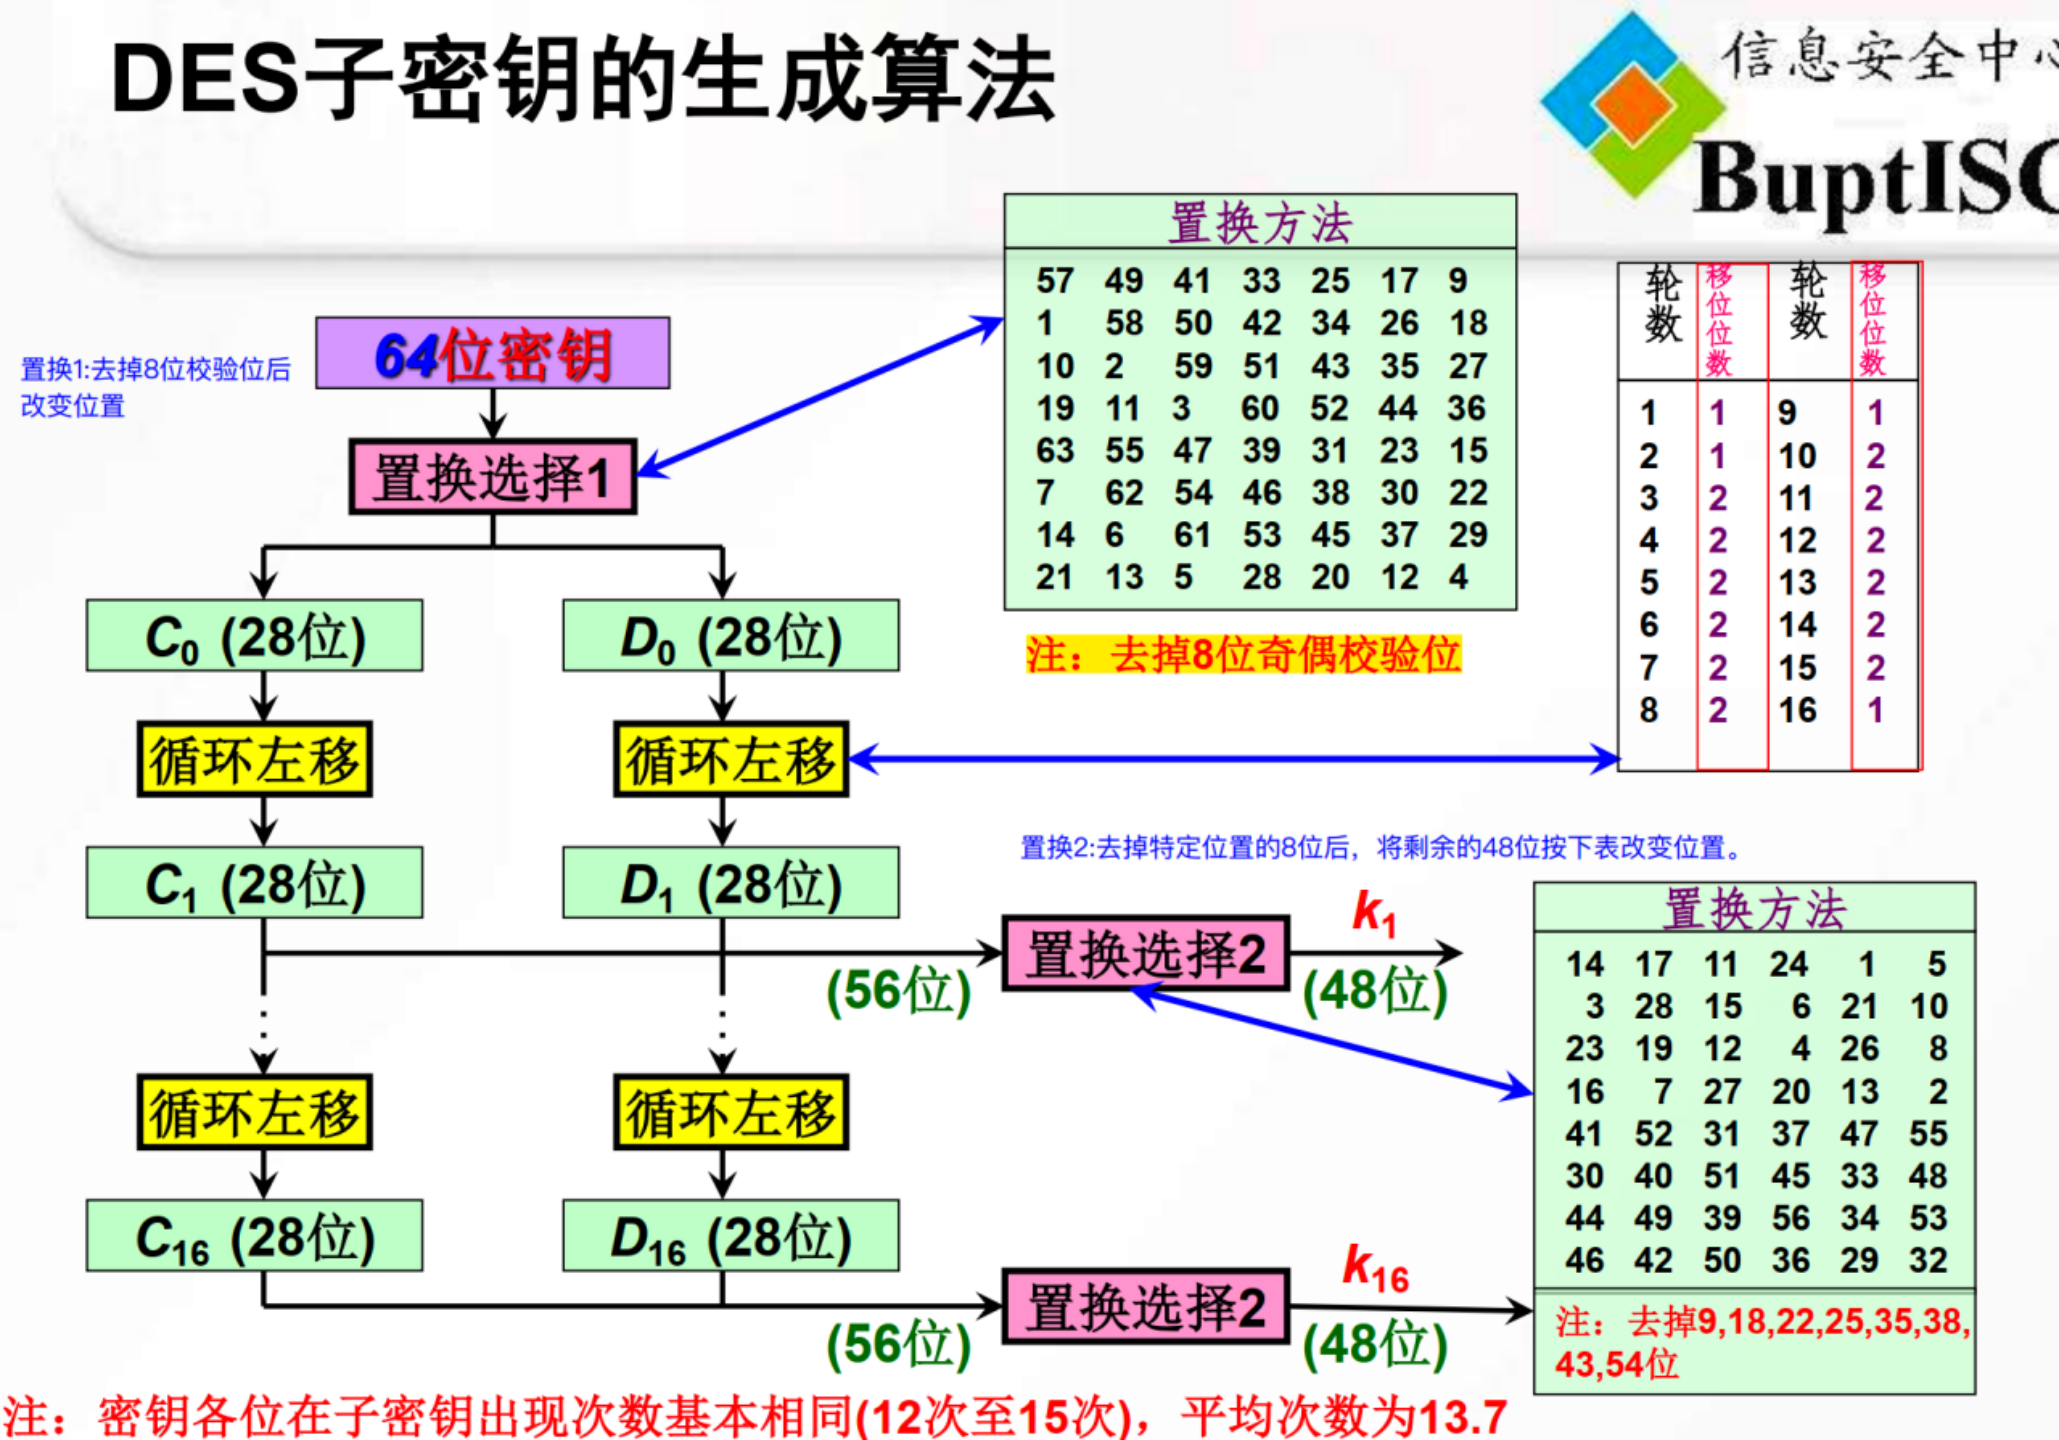 DES子密钥的生成算法
信息安全中心
BuptISC
置换1:去掉8位校验位后
改变位置
64位密钥
置换选择1
C0 (28位)
D0 (28位)
循环左移
循环左移
C1 (28位)
D1 (28位)
循环左移
循环左移
C16 (28位)
D16 (28位)
置换方法
57 49 41 33 25 17 9
1 58 50 42 34 26 18
10 2 59 51 43 35 27
19 11 3 60 52 44 36
63 55 47 39 31 23 15
7 62 54 46 38 30 22
14 6 61 53 45 37 29
21 13 5 28 20 12 4
注：去掉8位奇偶校验位
轮数 移位位数 轮数 移位位数
1 1 9 1
2 1 10 2
3 2 11 2
4 2 12 2
5 2 13 2
6 2 14 2
7 2 15 2
8 2 16 1
置换2:去掉特定位置的8位后，将剩余的48位按下表改变位置。
(56位)
置换选择2
k1
(48位)
置换方法
14 17 11 24 1 5
3 28 15 6 21 10
23 19 12 4 26 8
16 7 27 20 13 2
41 52 31 37 47 55
30 40 51 45 33 48
44 49 39 56 34 53
46 42 50 36 29 32
注：去掉9,18,22,25,35,38,
43,54位
(56位)
置换选择2
k16
(48位)
注：密钥各位在子密钥出现次数基本相同(12次至15次)，平均次数为13.7